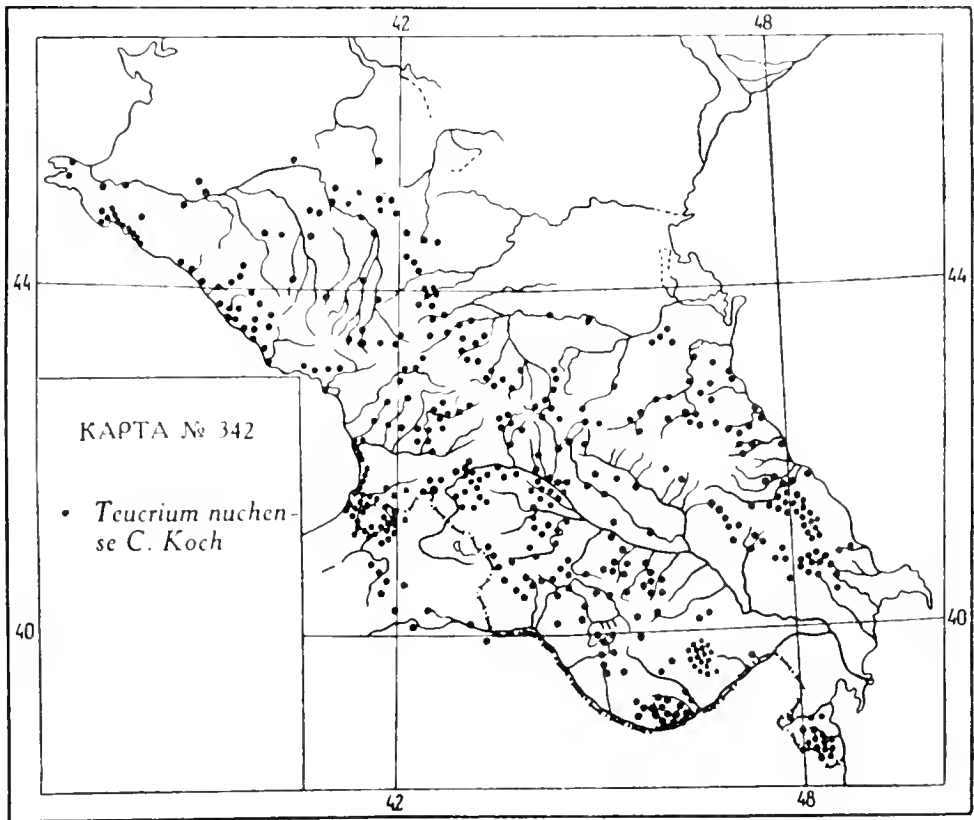 42 48
44 44
КАРТА № 342
• Teucrium nuchen-
se C. Koch
40 40
42 48